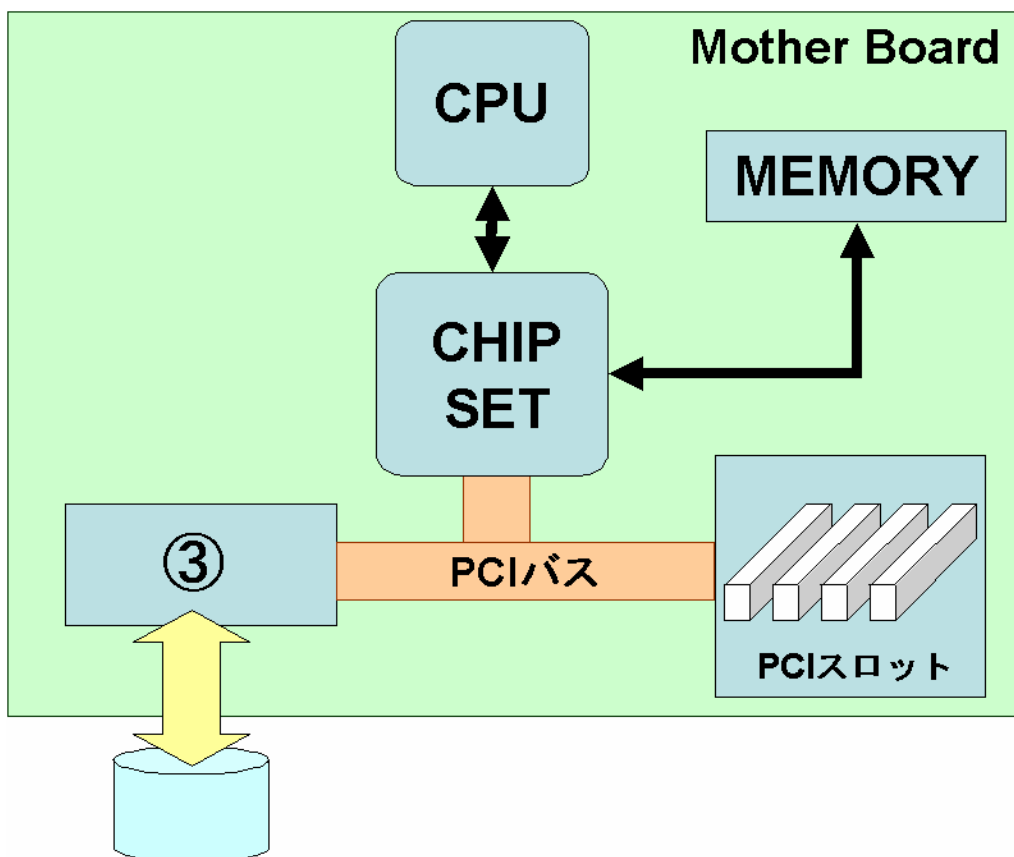 Mother Board
CPU
MEMORY
CHIP
SET
③
PCIバス
PCIスロット